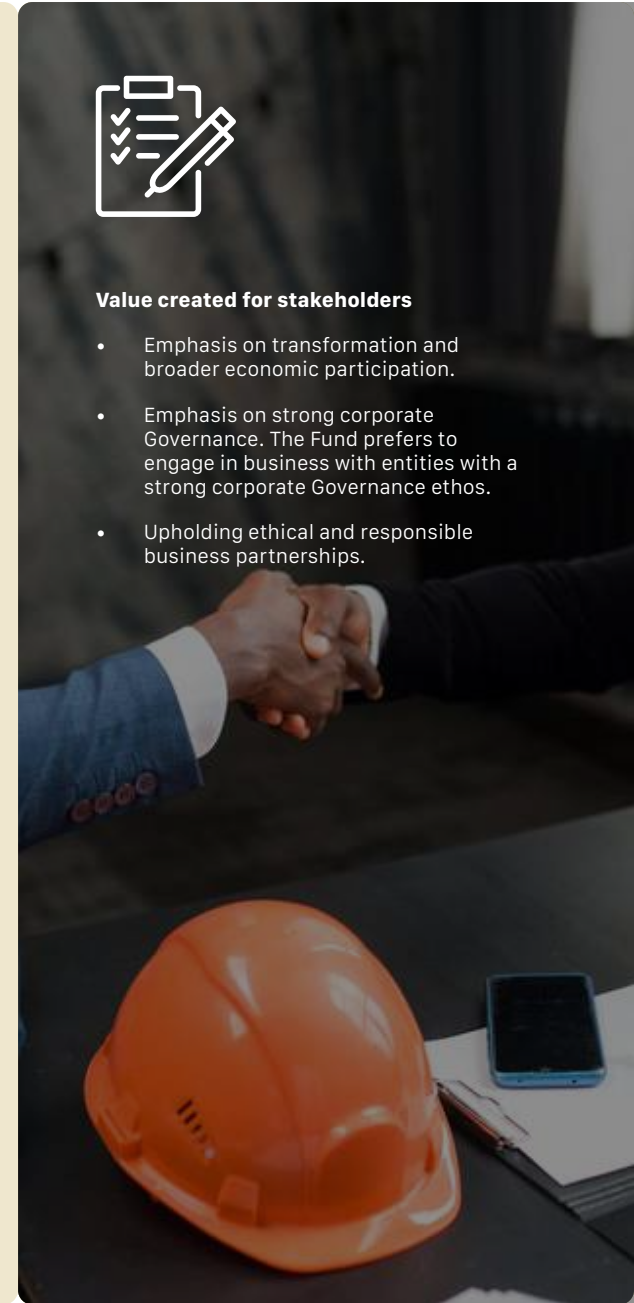 Value created for stakeholders
• Emphasis on transformation and
broader economic participation.
• Emphasis on strong corporate
Governance. The Fund prefers to
engage in business with entities with a
strong corporate Governance ethos.
• Upholding ethical and responsible
business partnerships.